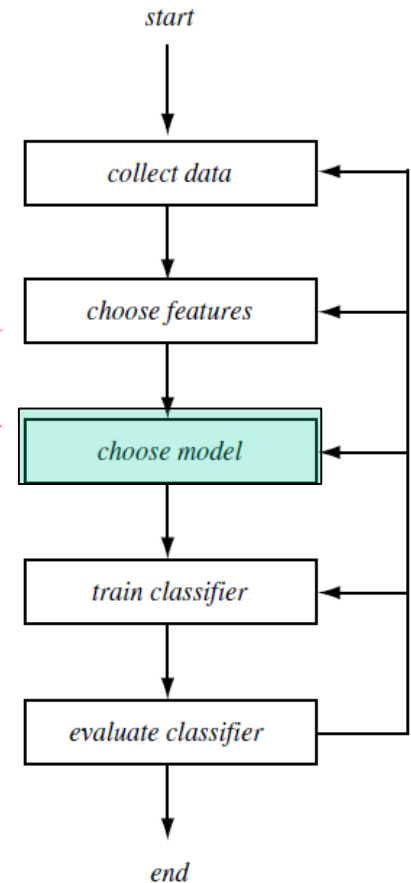 start
collect data
choose features
choose model
train classifier
evaluate classifier
end